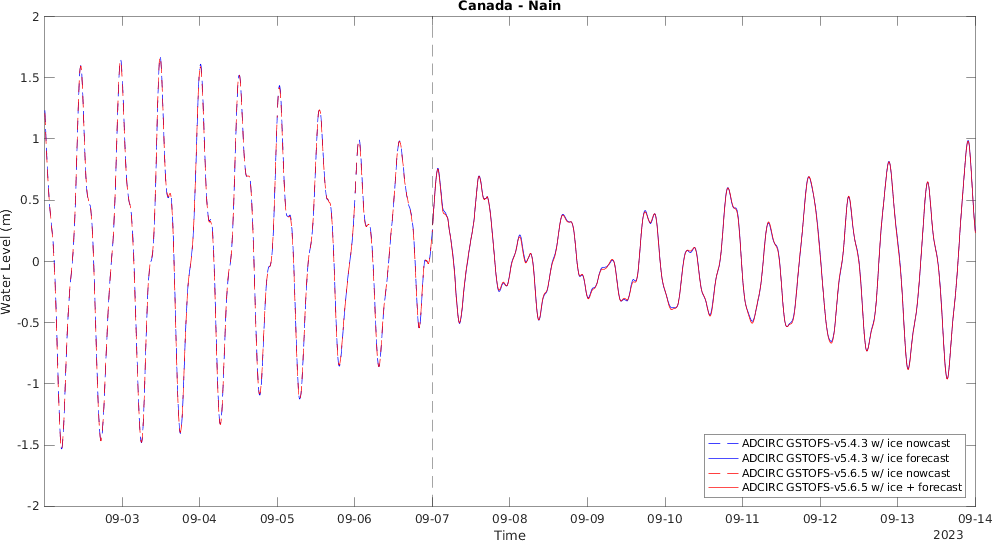 Canada - Nain
2
1.5
1
0.5
0
-0.5
-1
-1.5
-2
Water Level (m)
09-03 09-04 09-05 09-06 09-07 09-08 09-09 09-10 09-11 09-12 09-13 09-14
Time
2023
ADCIRC GSTOFS-v5.4.3 w/ ice nowcast
ADCIRC GSTOFS-v5.4.3 w/ ice forecast
ADCIRC GSTOFS-v5.6.5 w/ ice nowcast
ADCIRC GSTOFS-v5.6.5 w/ ice + forecast